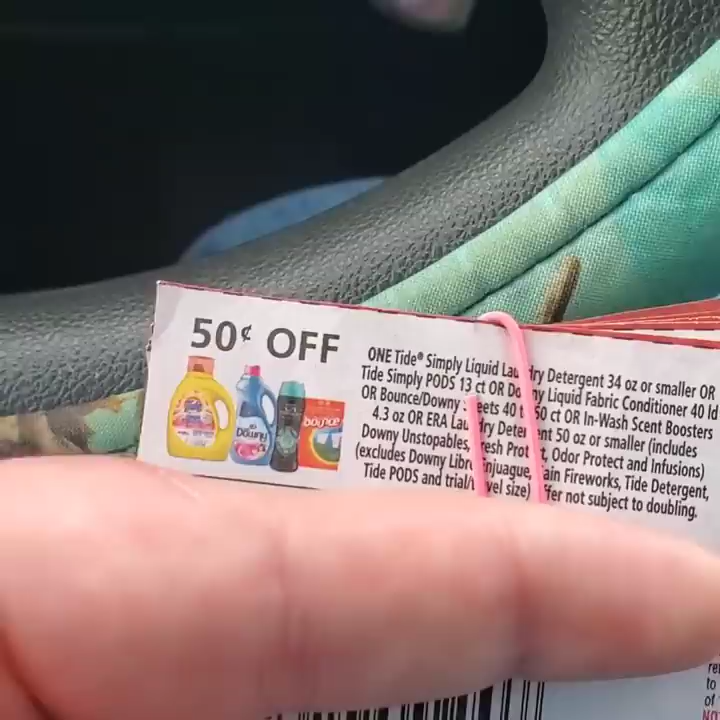 50¢ OFF
ONE Tide® Simply Liquid Laundry Detergent 34 oz or smaller OR
Tide Simply PODS 13 ct OR Downy Liquid Fabric Conditioner 40 ld
OR Bounce/Downy Sheets 40 50 ct OR In-Wash Scent Boosters
4.3 oz OR ERA Laundry Detergent 50 oz or smaller (includes
Downy Unstopables, Fresh Protect, Odor Protect and Infusions)
(excludes Downy Libre Enjuague, Rain Fireworks, Tide Detergent,
Tide PODS and trial/travel size) Offer not subject to doubling.
Downy
bounce
to
of